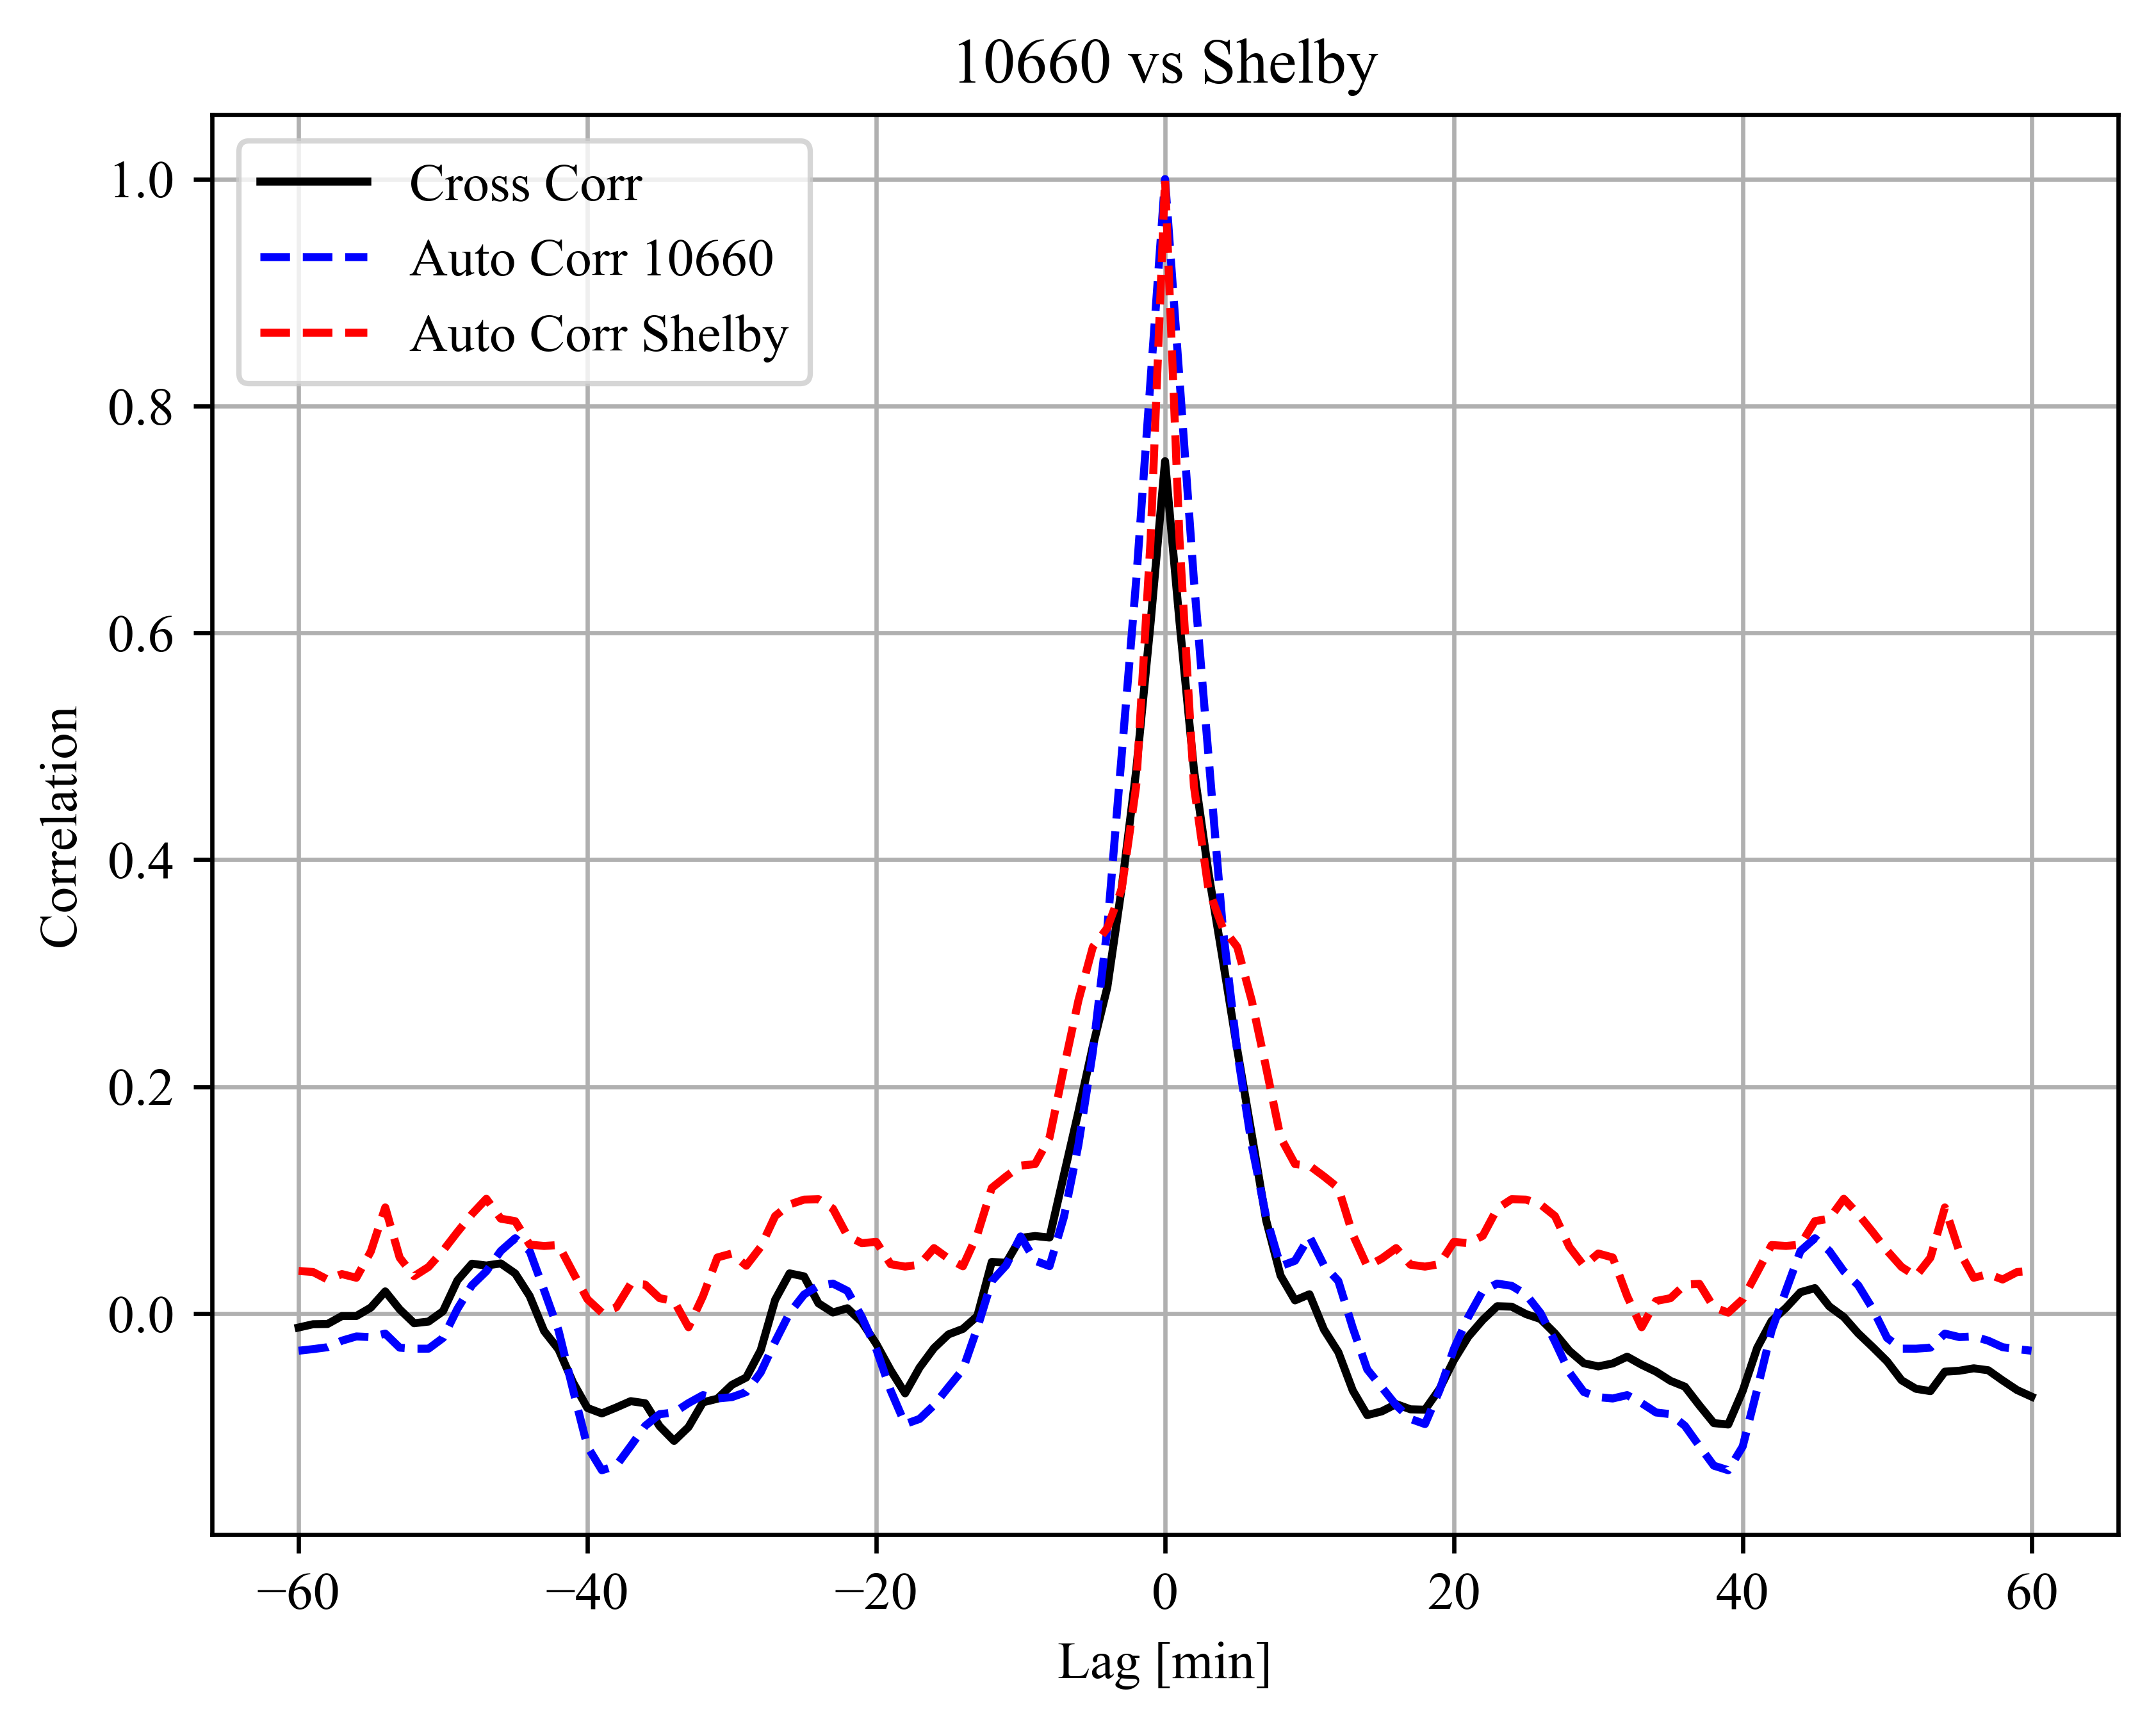 10660 vs Shelby
Cross Corr
Auto Corr 10660
Auto Corr Shelby
1.0
0.8
0.6
0.4
0.2
0.0
Correlation
−60 −40 −20 0 20 40 60
Lag [min]